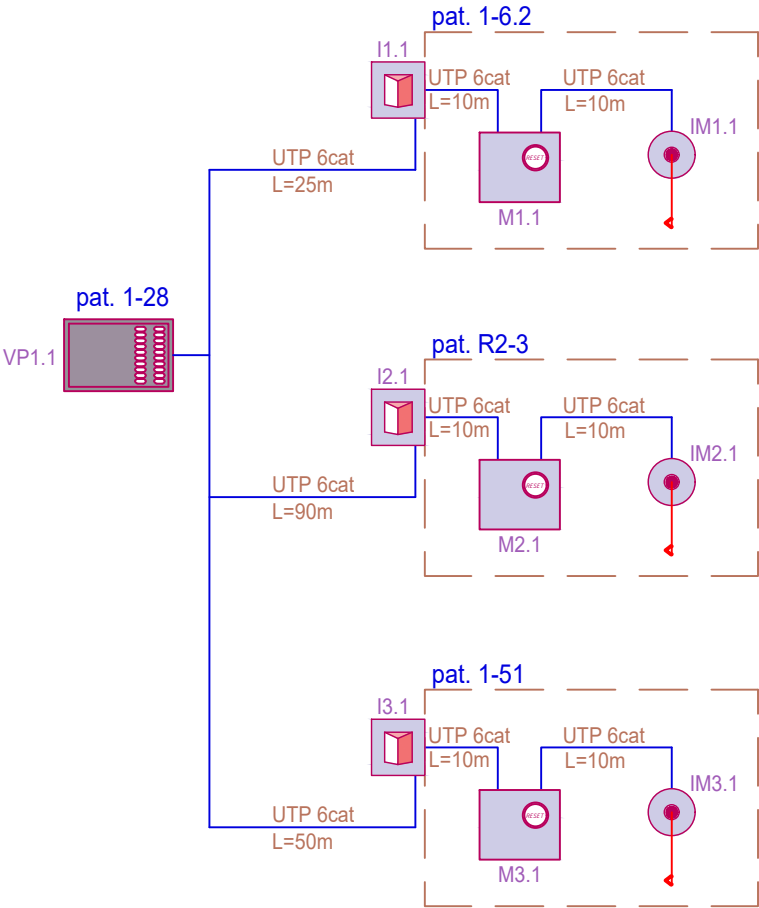 pat. 1-6.2
I1.1
UTP 6cat
L=10m
UTP 6cat
L=10m
IM1.1
RESET
M1.1
UTP 6cat
L=25m
pat. 1-28
VP1.1
pat. R2-3
I2.1
UTP 6cat
L=10m
UTP 6cat
L=10m
IM2.1
RESET
M2.1
UTP 6cat
L=90m
pat. 1-51
I3.1
UTP 6cat
L=10m
UTP 6cat
L=10m
IM3.1
RESET
M3.1
UTP 6cat
L=50m